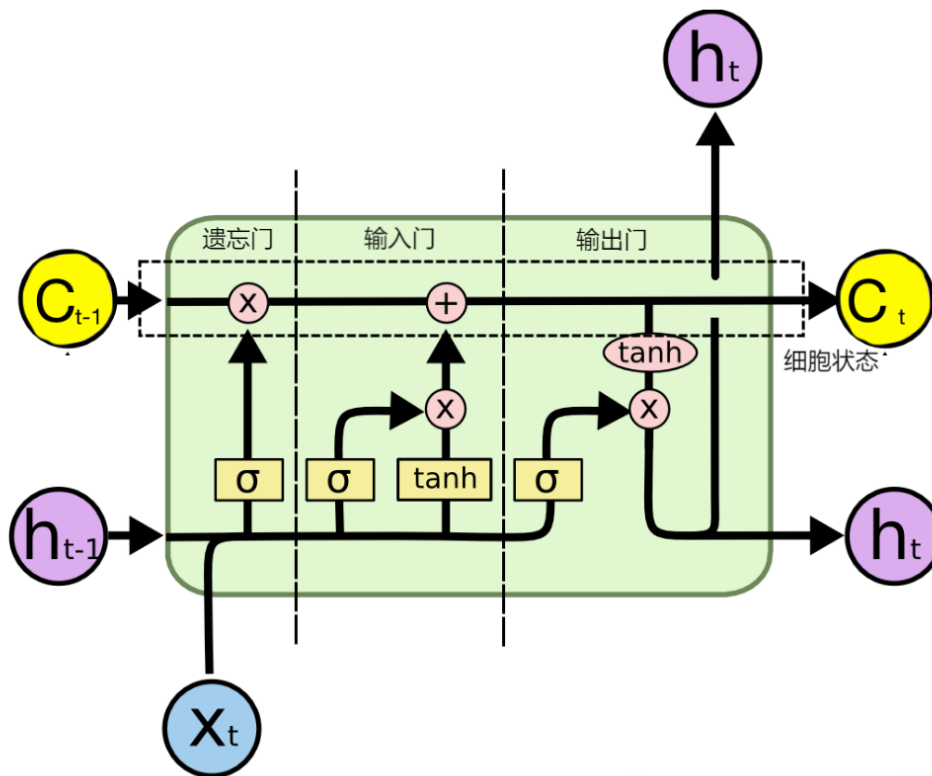 h t
遗忘门 输入门 输出门
C t-1 x + C t
tanh
细胞状态
x x
σ σ tanh σ
h t-1 h t
x t